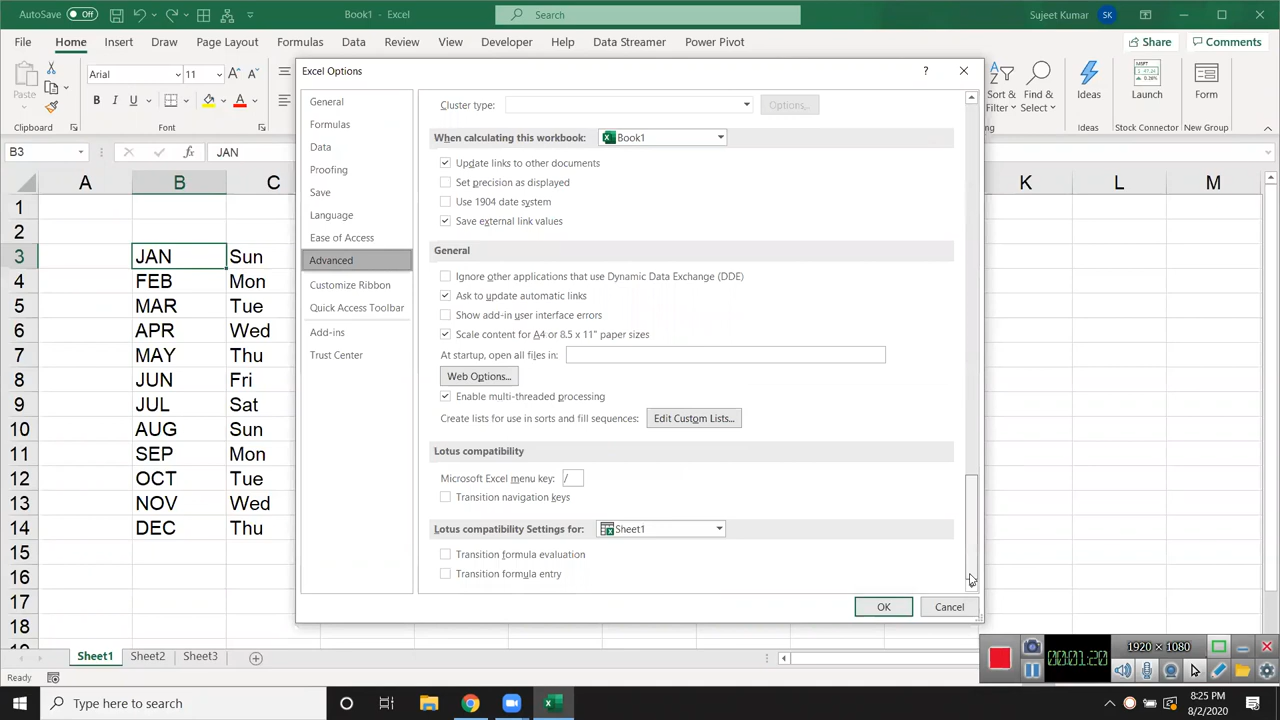 AutoSave Off Book1 - Excel Search Sujeet Kumar SK
File Home Insert Draw Page Layout Formulas Data Review View Developer Help Data Streamer Power Pivot Share Comments
Paste Arial 11 A A Sort & Filter Find & Select Ideas Launch Form
B I U A
Clipboard Font Ideas SketchCursors New Group
B3 fx JAN
A B C K L M
1
2
3 JAN Sun
4 FEB Mon
5 MAR Tue
6 APR Wed
7 MAY Thu
8 JUN Fri
9 JUL Sat
10 AUG Sun
11 SEP Mon
12 OCT Tue
13 NOV Wed
14 DEC Thu
15
16
17
18
Excel Options ?
General
Formulas
Data
Proofing
Save
Language
Ease of Access
Advanced
Customize Ribbon
Quick Access Toolbar
Add-ins
Trust Center
Cluster type: Options...
When calculating this workbook: Book1
Update links to other documents
Set precision as displayed
Use 1904 date system
Save external link values
General
Ignore other applications that use Dynamic Data Exchange (DDE)
Ask to update automatic links
Show add-in user interface errors
Scale content for A4 or 8.5 x 11" paper sizes
At startup, open all files in:
Web Options...
Enable multi-threaded processing
Create lists for use in sorts and fill sequences: Edit Custom Lists...
Lotus compatibility
Microsoft Excel menu key: /
Transition navigation keys
Lotus compatibility Settings for: Sheet1
Transition formula evaluation
Transition formula entry
OK Cancel
Sheet1 Sheet2 Sheet3
Ready
1920 × 1080
00:01:20
Type here to search
8:25 PM
8/2/2020